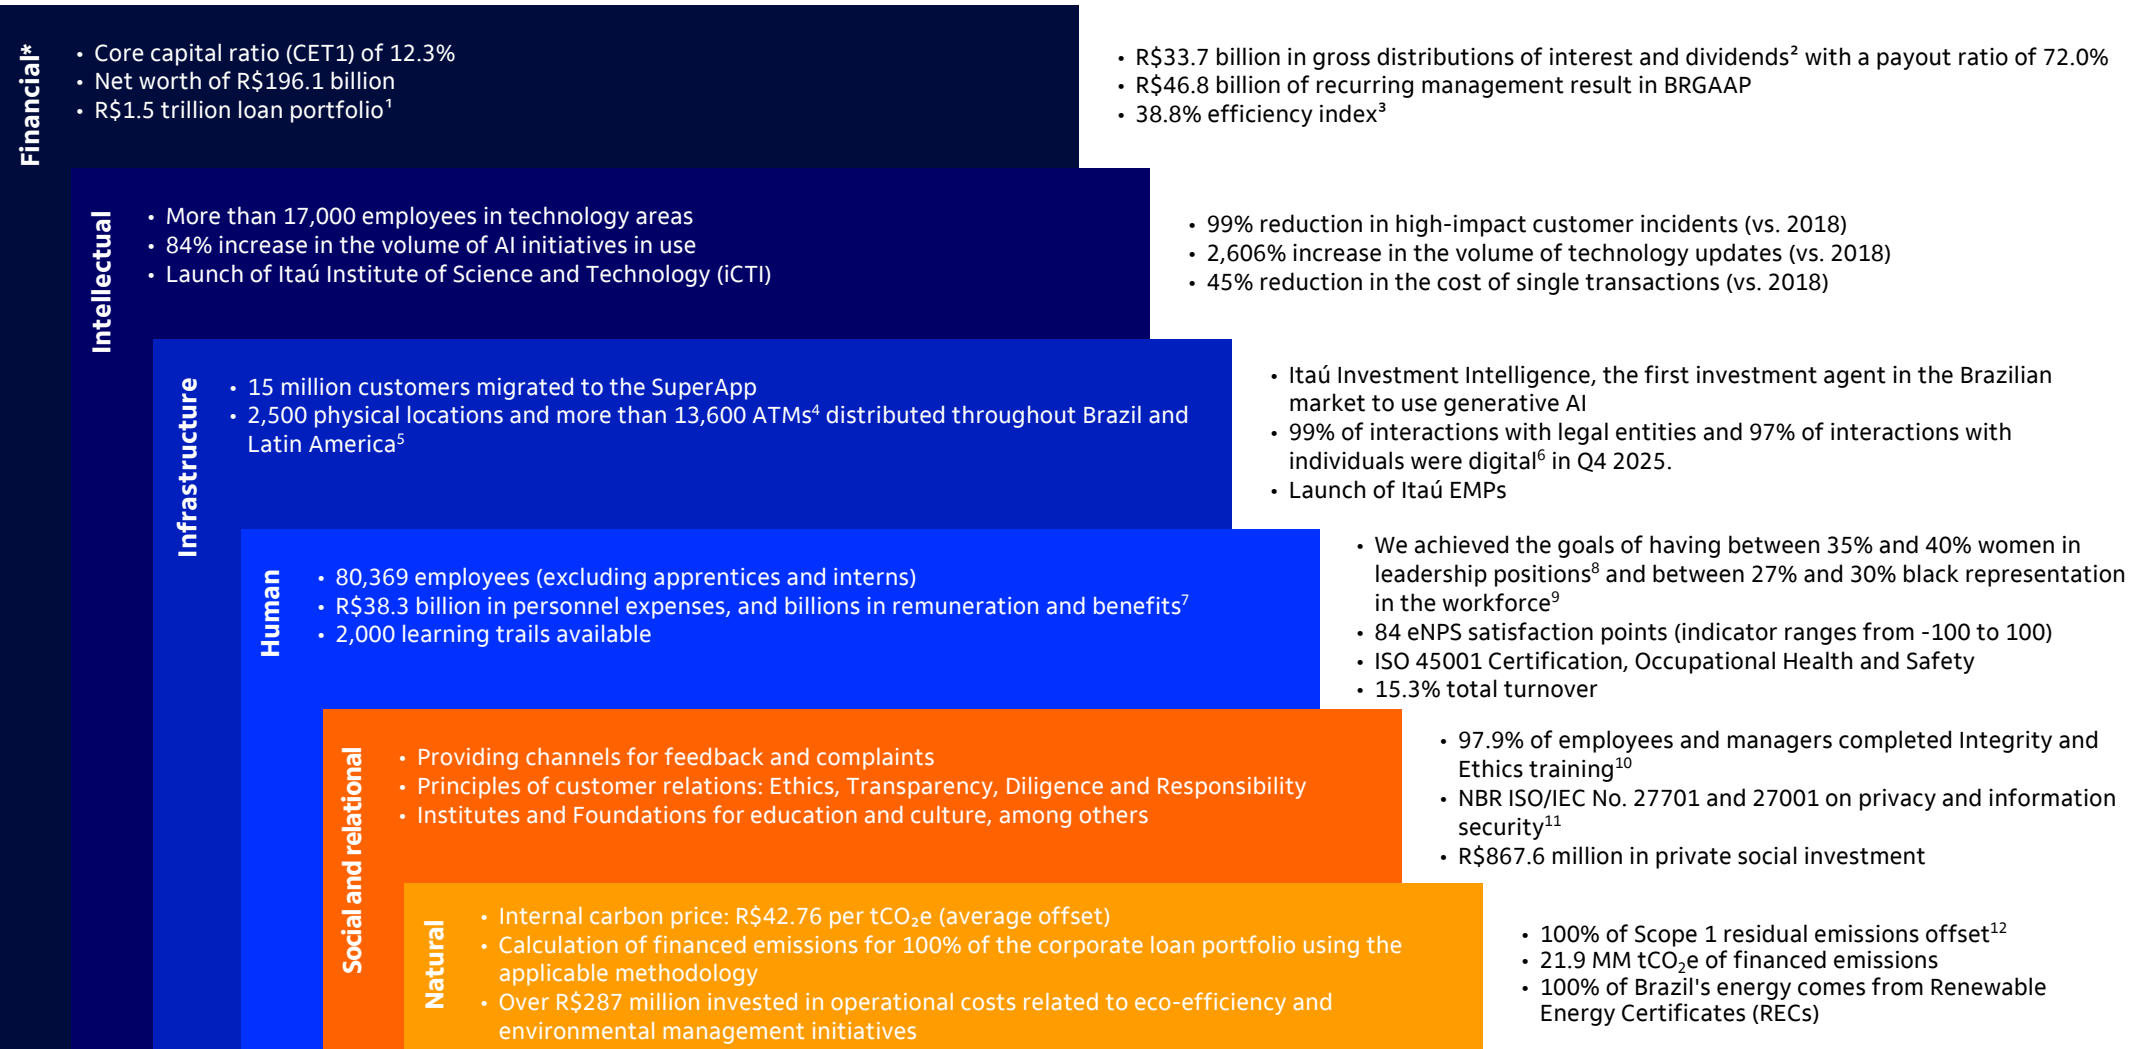 Financial*
• Core capital ratio (CET1) of 12.3%
• Net worth of R$196.1 billion
• R$1.5 trillion loan portfolio¹
• R$33.7 billion in gross distributions of interest and dividends² with a payout ratio of 72.0%
• R$46.8 billion of recurring management result in BRGAAP
• 38.8% efficiency index³
Intellectual
• More than 17,000 employees in technology areas
• 84% increase in the volume of AI initiatives in use
• Launch of Itaú Institute of Science and Technology (iCTI)
• 99% reduction in high-impact customer incidents (vs. 2018)
• 2,606% increase in the volume of technology updates (vs. 2018)
• 45% reduction in the cost of single transactions (vs. 2018)
Infrastructure
• 15 million customers migrated to the SuperApp
• 2,500 physical locations and more than 13,600 ATMs⁴ distributed throughout Brazil and
Latin America⁵
• Itaú Investment Intelligence, the first investment agent in the Brazilian
market to use generative AI
• 99% of interactions with legal entities and 97% of interactions with
individuals were digital⁶ in Q4 2025.
• Launch of Itaú EMPs
Human
• 80,369 employees (excluding apprentices and interns)
• R$38.3 billion in personnel expenses, and billions in remuneration and benefits⁷
• 2,000 learning trails available
• We achieved the goals of having between 35% and 40% women in
leadership positions⁸ and between 27% and 30% black representation
in the workforce⁹
• 84 eNPS satisfaction points (indicator ranges from -100 to 100)
• ISO 45001 Certification, Occupational Health and Safety
• 15.3% total turnover
Social and relational
• Providing channels for feedback and complaints
• Principles of customer relations: Ethics, Transparency, Diligence and Responsibility
• Institutes and Foundations for education and culture, among others
• 97.9% of employees and managers completed Integrity and
Ethics training¹⁰
• NBR ISO/IEC No. 27701 and 27001 on privacy and information
security¹¹
• R$867.6 million in private social investment
Natural
• Internal carbon price: R$42.76 per tCO₂e (average offset)
• Calculation of financed emissions for 100% of the corporate loan portfolio using the
applicable methodology
• Over R$287 million invested in operational costs related to eco-efficiency and
environmental management initiatives
• 100% of Scope 1 residual emissions offset¹²
• 21.9 MM tCO₂e of financed emissions
• 100% of Brazil's energy comes from Renewable
Energy Certificates (RECs)